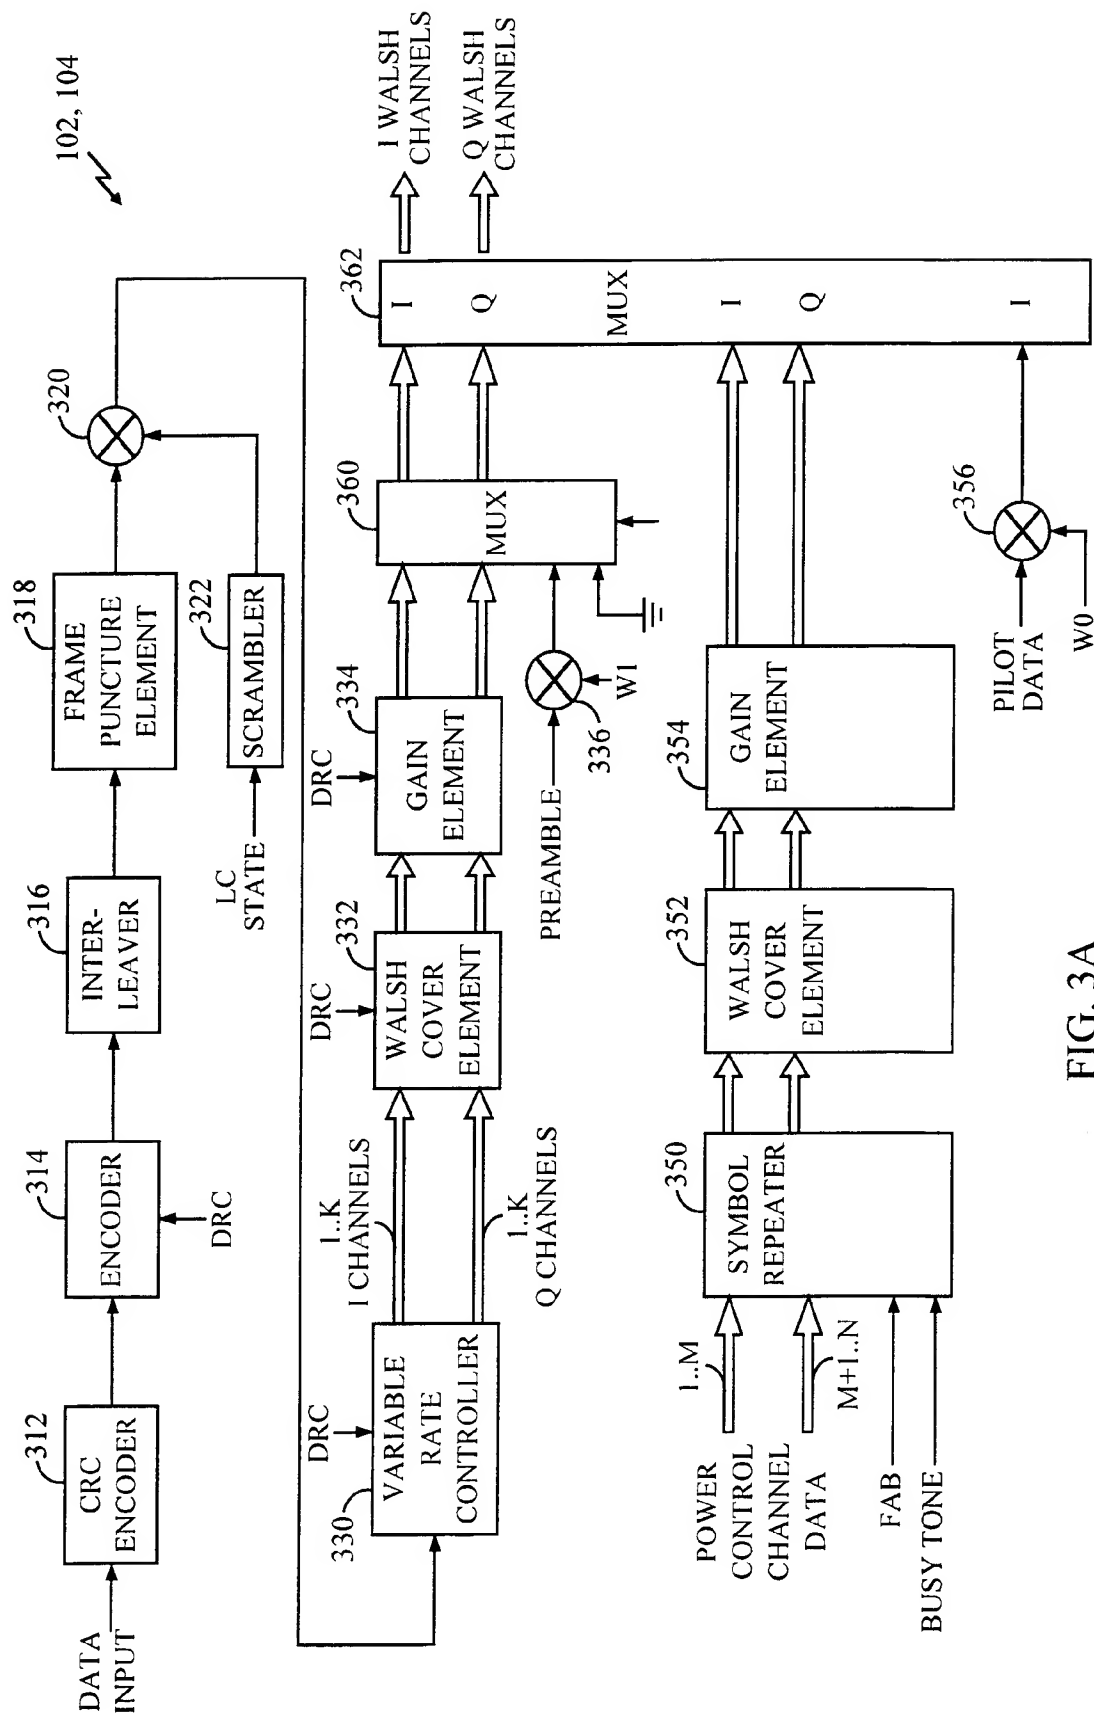 102, 104
DATA
INPUT
312
CRC
ENCODER
314
ENCODER
DRC
316
INTER-
LEAVER
318
FRAME
PUNCTURE
ELEMENT
320
LC
STATE
322
SCRAMBLER
330
DRC
VARIABLE
RATE
CONTROLLER
1..K
I CHANNELS
1..K
Q CHANNELS
DRC
332
WALSH
COVER
ELEMENT
DRC
334
GAIN
ELEMENT
PREAMBLE
336
W1
360
MUX
362
I
Q
MUX
I
Q
I
I WALSH
CHANNELS
Q WALSH
CHANNELS
POWER
CONTROL
CHANNEL
DATA
1..M
M+1..N
FAB
BUSY TONE
350
SYMBOL
REPEATER
352
WALSH
COVER
ELEMENT
354
GAIN
ELEMENT
PILOT
DATA
356
W0
FIG. 3A